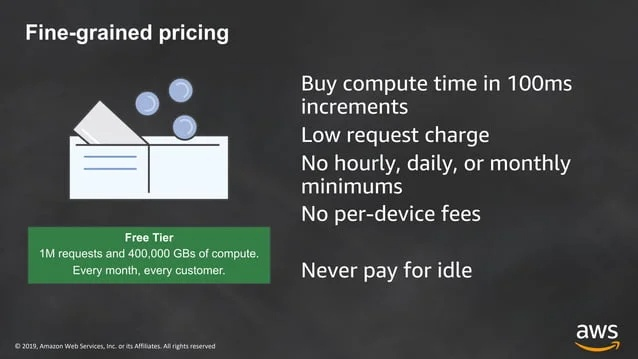 Fine-grained pricing
Buy compute time in 100ms
increments
Low request charge
No hourly, daily, or monthly
minimums
No per-device fees
Never pay for idle
Free Tier
1M requests and 400,000 GBs of compute.
Every month, every customer.
© 2019, Amazon Web Services, Inc. or its Affiliates. All rights reserved
aws